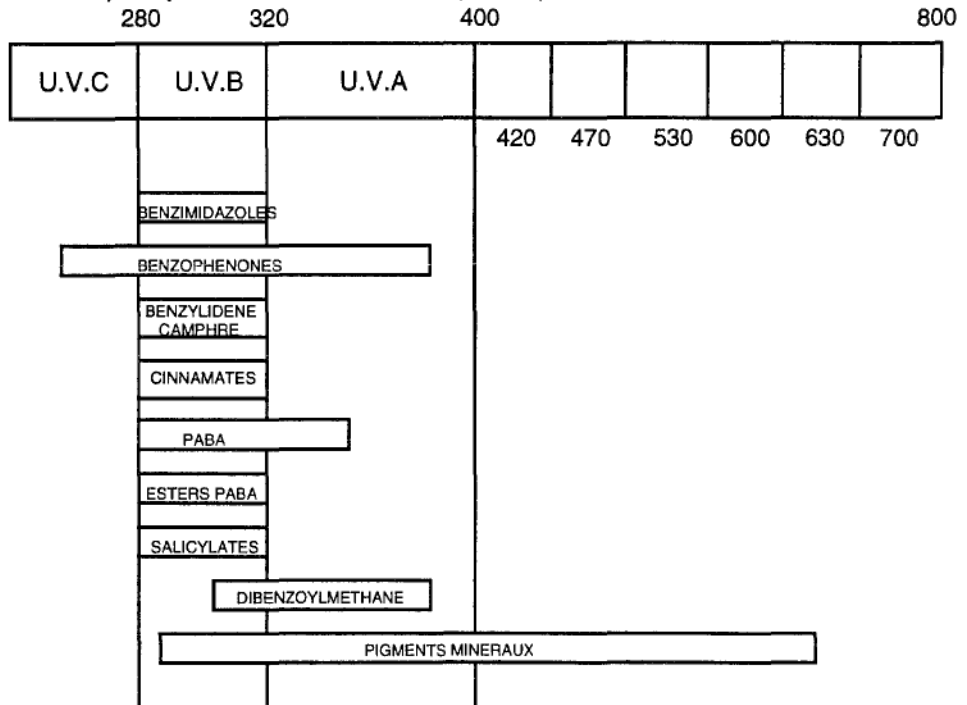 280 320 400 800
U.V.C U.V.B U.V.A
420 470 530 600 630 700
BENZIMIDAZOLES
BENZOPHENONES
BENZYLIDENE
CAMPHRE
CINNAMATES
PABA
ESTERS PABA
SALICYLATES
DIBENZOYLMETHANE
PIGMENTS MINERAUX